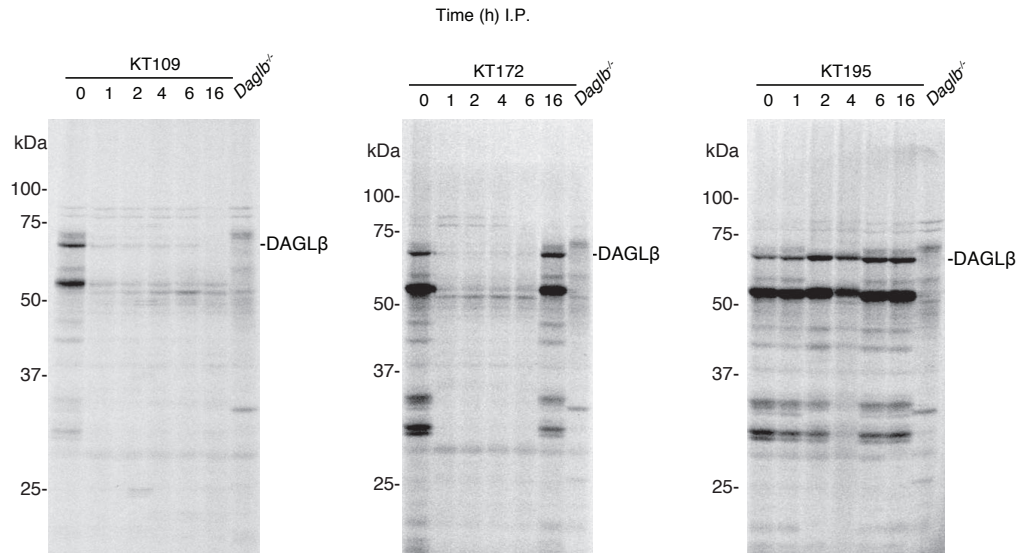 Time (h) I.P.
KT109
0 1 2 4 6 16 Daglb-/-
kDa
100-
75-
-DAGLβ
50-
37-
25-
KT172
0 1 2 4 6 16 Daglb-/-
kDa
100-
75-
-DAGLβ
50-
37-
25-
KT195
0 1 2 4 6 16 Daglb-/-
kDa
100-
75-
-DAGLβ
50-
37-
25-